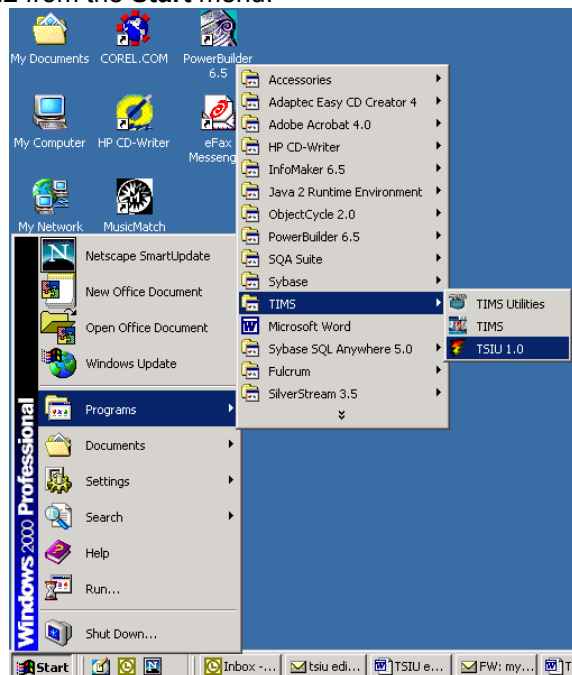 from the Start menu.
My Documents COREL.COM PowerBuilder
6.5
My Computer HP CD-Writer eFax
Messeng
My Network MusicMatch
Accessories
Adaptec Easy CD Creator 4
Adobe Acrobat 4.0
HP CD-Writer
InfoMaker 6.5
Java 2 Runtime Environment
ObjectCycle 2.0
PowerBuilder 6.5
SQA Suite
Sybase
TIMS
Microsoft Word
Sybase SQL Anywhere 5.0
Fulcrum
SilverStream 3.5
TIMS Utilities
TIMS
TSIU 1.0
Netscape SmartUpdate
New Office Document
Open Office Document
Windows Update
Programs
Documents
Settings
Search
Help
Run...
Shut Down...
Windows 2000 Professional
Start Inbox -... tsiu edi... TSIU e... FW: my... T